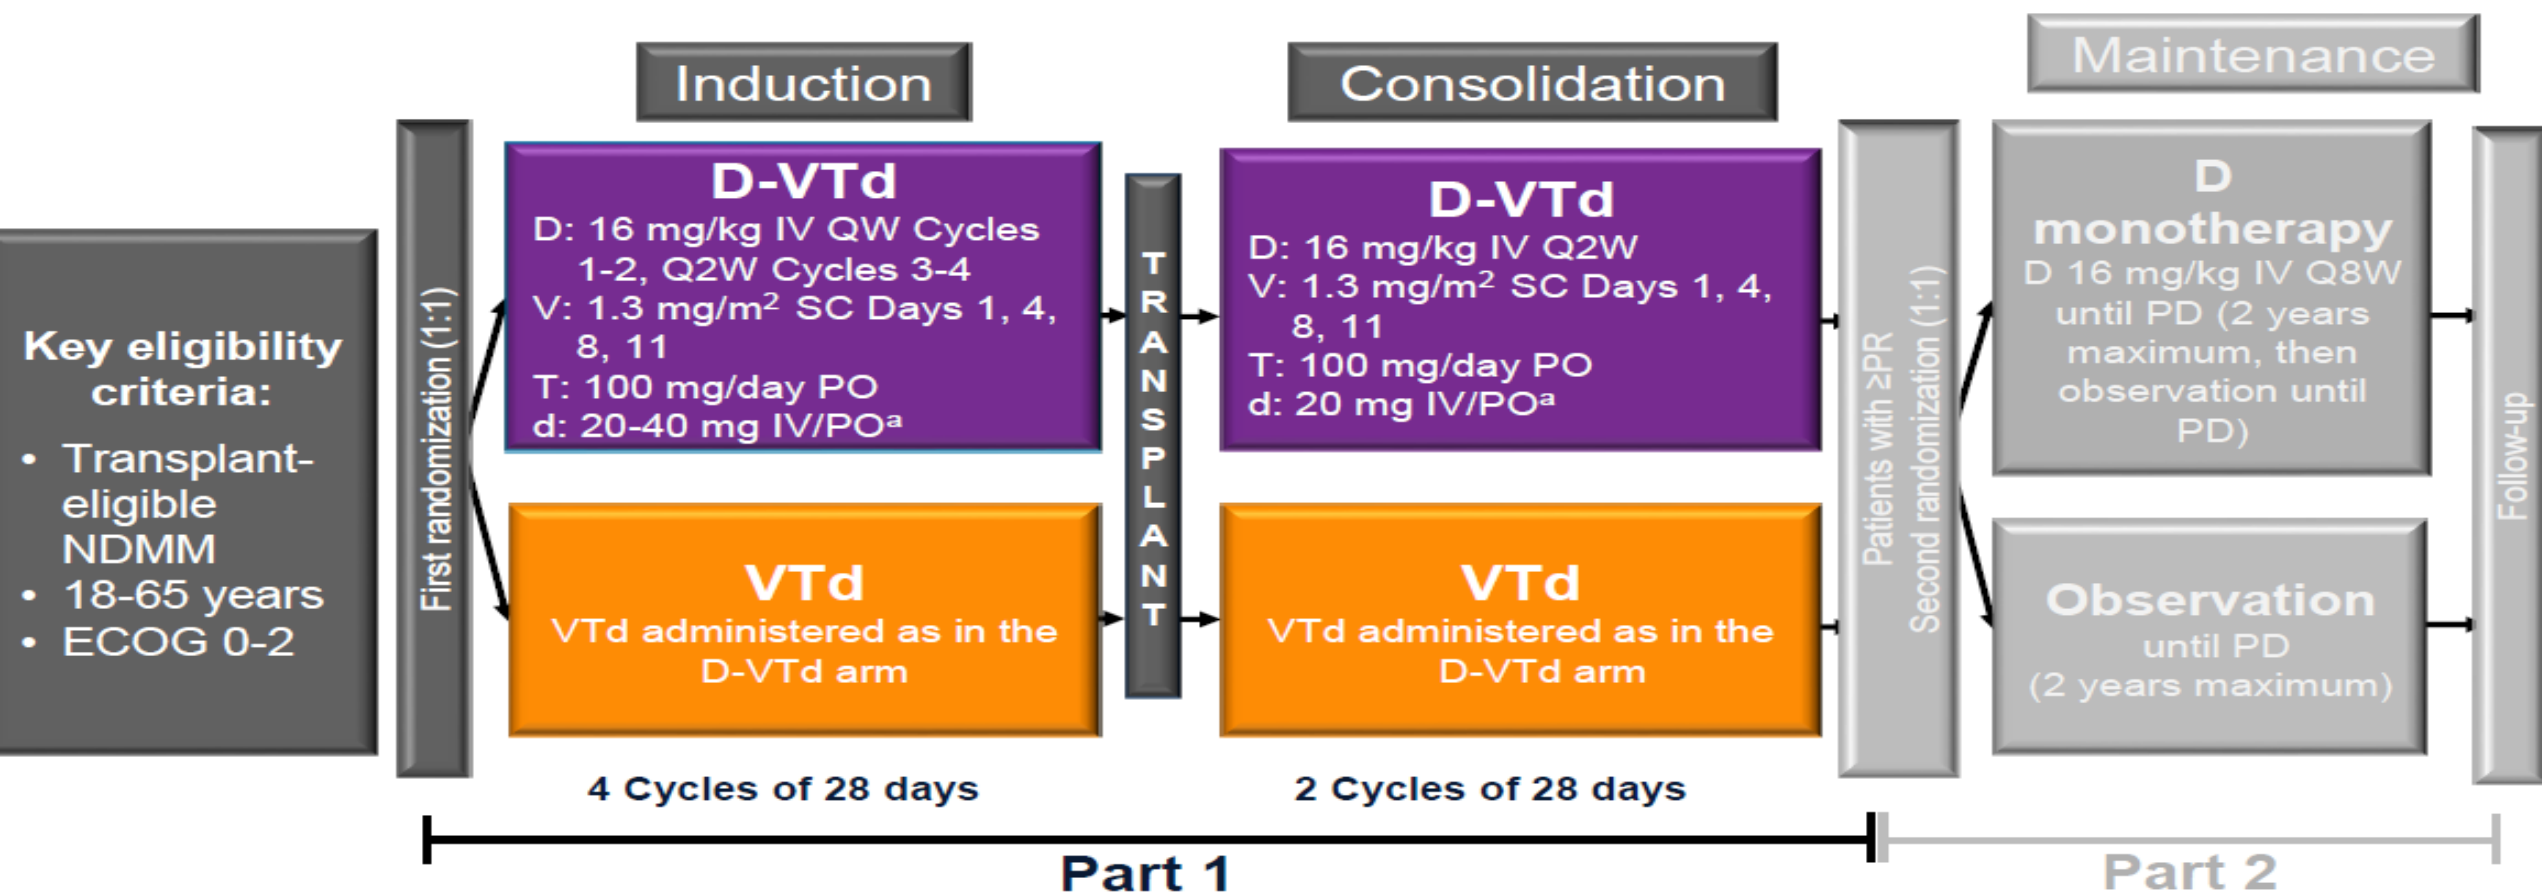 Induction
Consolidation
Maintenance
Key eligibility
criteria:
• Transplant-
eligible
NDMM
• 18-65 years
• ECOG 0-2
First randomization (1:1)
D-VTd
D: 16 mg/kg IV QW Cycles
1-2, Q2W Cycles 3-4
V: 1.3 mg/m² SC Days 1, 4,
8, 11
T: 100 mg/day PO
d: 20-40 mg IV/POᵃ
VTd
VTd administered as in the
D-VTd arm
4 Cycles of 28 days
TRANSPLANT
D-VTd
D: 16 mg/kg IV Q2W
V: 1.3 mg/m² SC Days 1, 4,
8, 11
T: 100 mg/day PO
d: 20 mg IV/POᵃ
VTd
VTd administered as in the
D-VTd arm
2 Cycles of 28 days
Patients with ≥PR
Second randomization (1:1)
D
monotherapy
D 16 mg/kg IV Q8W
until PD (2 years
maximum, then
observation until
PD)
Observation
until PD
(2 years maximum)
Follow-up
Part 1
Part 2